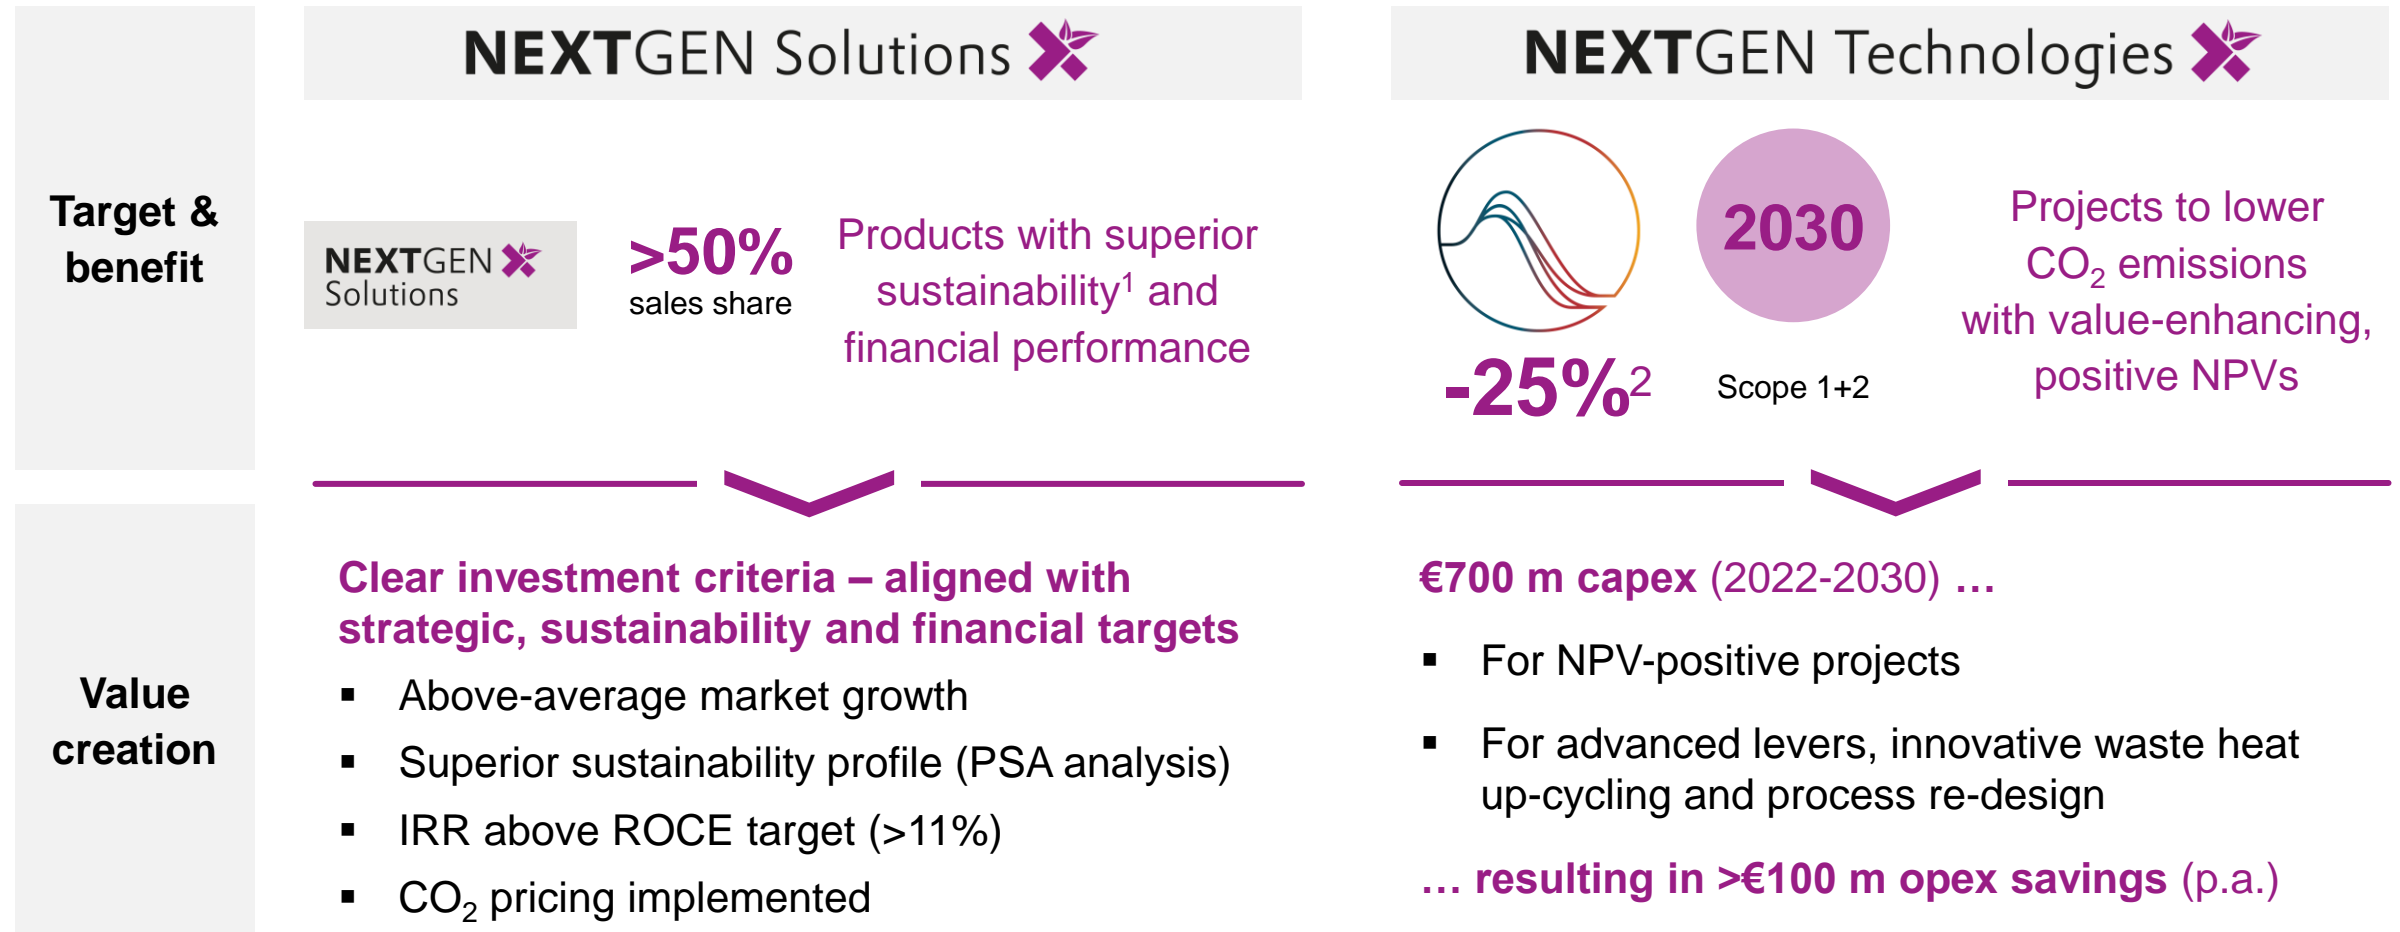 NEXTGEN Solutions
NEXTGEN Technologies
Target &
benefit
NEXTGEN
Solutions
>50%
sales share
Products with superior
sustainability¹ and
financial performance
-25%²
2030
Scope 1+2
Projects to lower
CO₂ emissions
with value-enhancing,
positive NPVs
Value
creation
Clear investment criteria – aligned with
strategic, sustainability and financial targets
▪ Above-average market growth
▪ Superior sustainability profile (PSA analysis)
▪ IRR above ROCE target (>11%)
▪ CO₂ pricing implemented
€700 m capex (2022-2030) …
▪ For NPV-positive projects
▪ For advanced levers, innovative waste heat
up-cycling and process re-design
… resulting in >€100 m opex savings (p.a.)